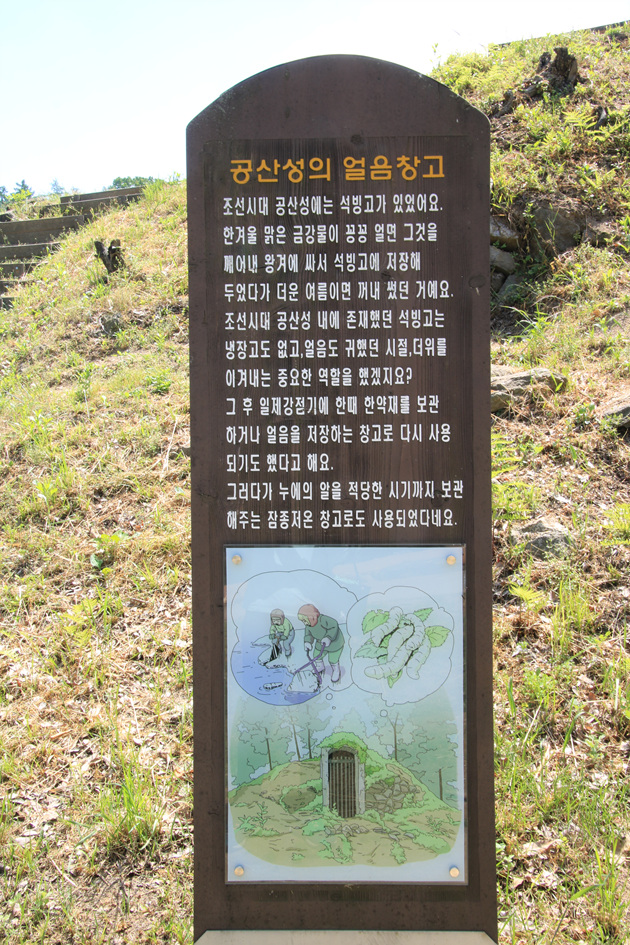 공산성의 얼음창고
조선시대 공산성에는 석빙고가 있었어요.
한겨울 맑은 금강물이 꽁꽁 얼면 그것을
깨어내 왕겨에 싸서 석빙고에 저장해
두었다가 더운 여름이면 꺼내 썼던 거예요.
조선시대 공산성 내에 존재했던 석빙고는
냉장고도 없고,얼음도 귀했던 시절,더위를
이겨내는 중요한 역할을 했겠지요?
그 후 일제강점기에 한때 한약재를 보관
하거나 얼음을 저장하는 창고로 다시 사용
되기도 했다고 해요.
그러다가 누에의 알을 적당한 시기까지 보관
해주는 잠종저온 창고로도 사용되었다네요.